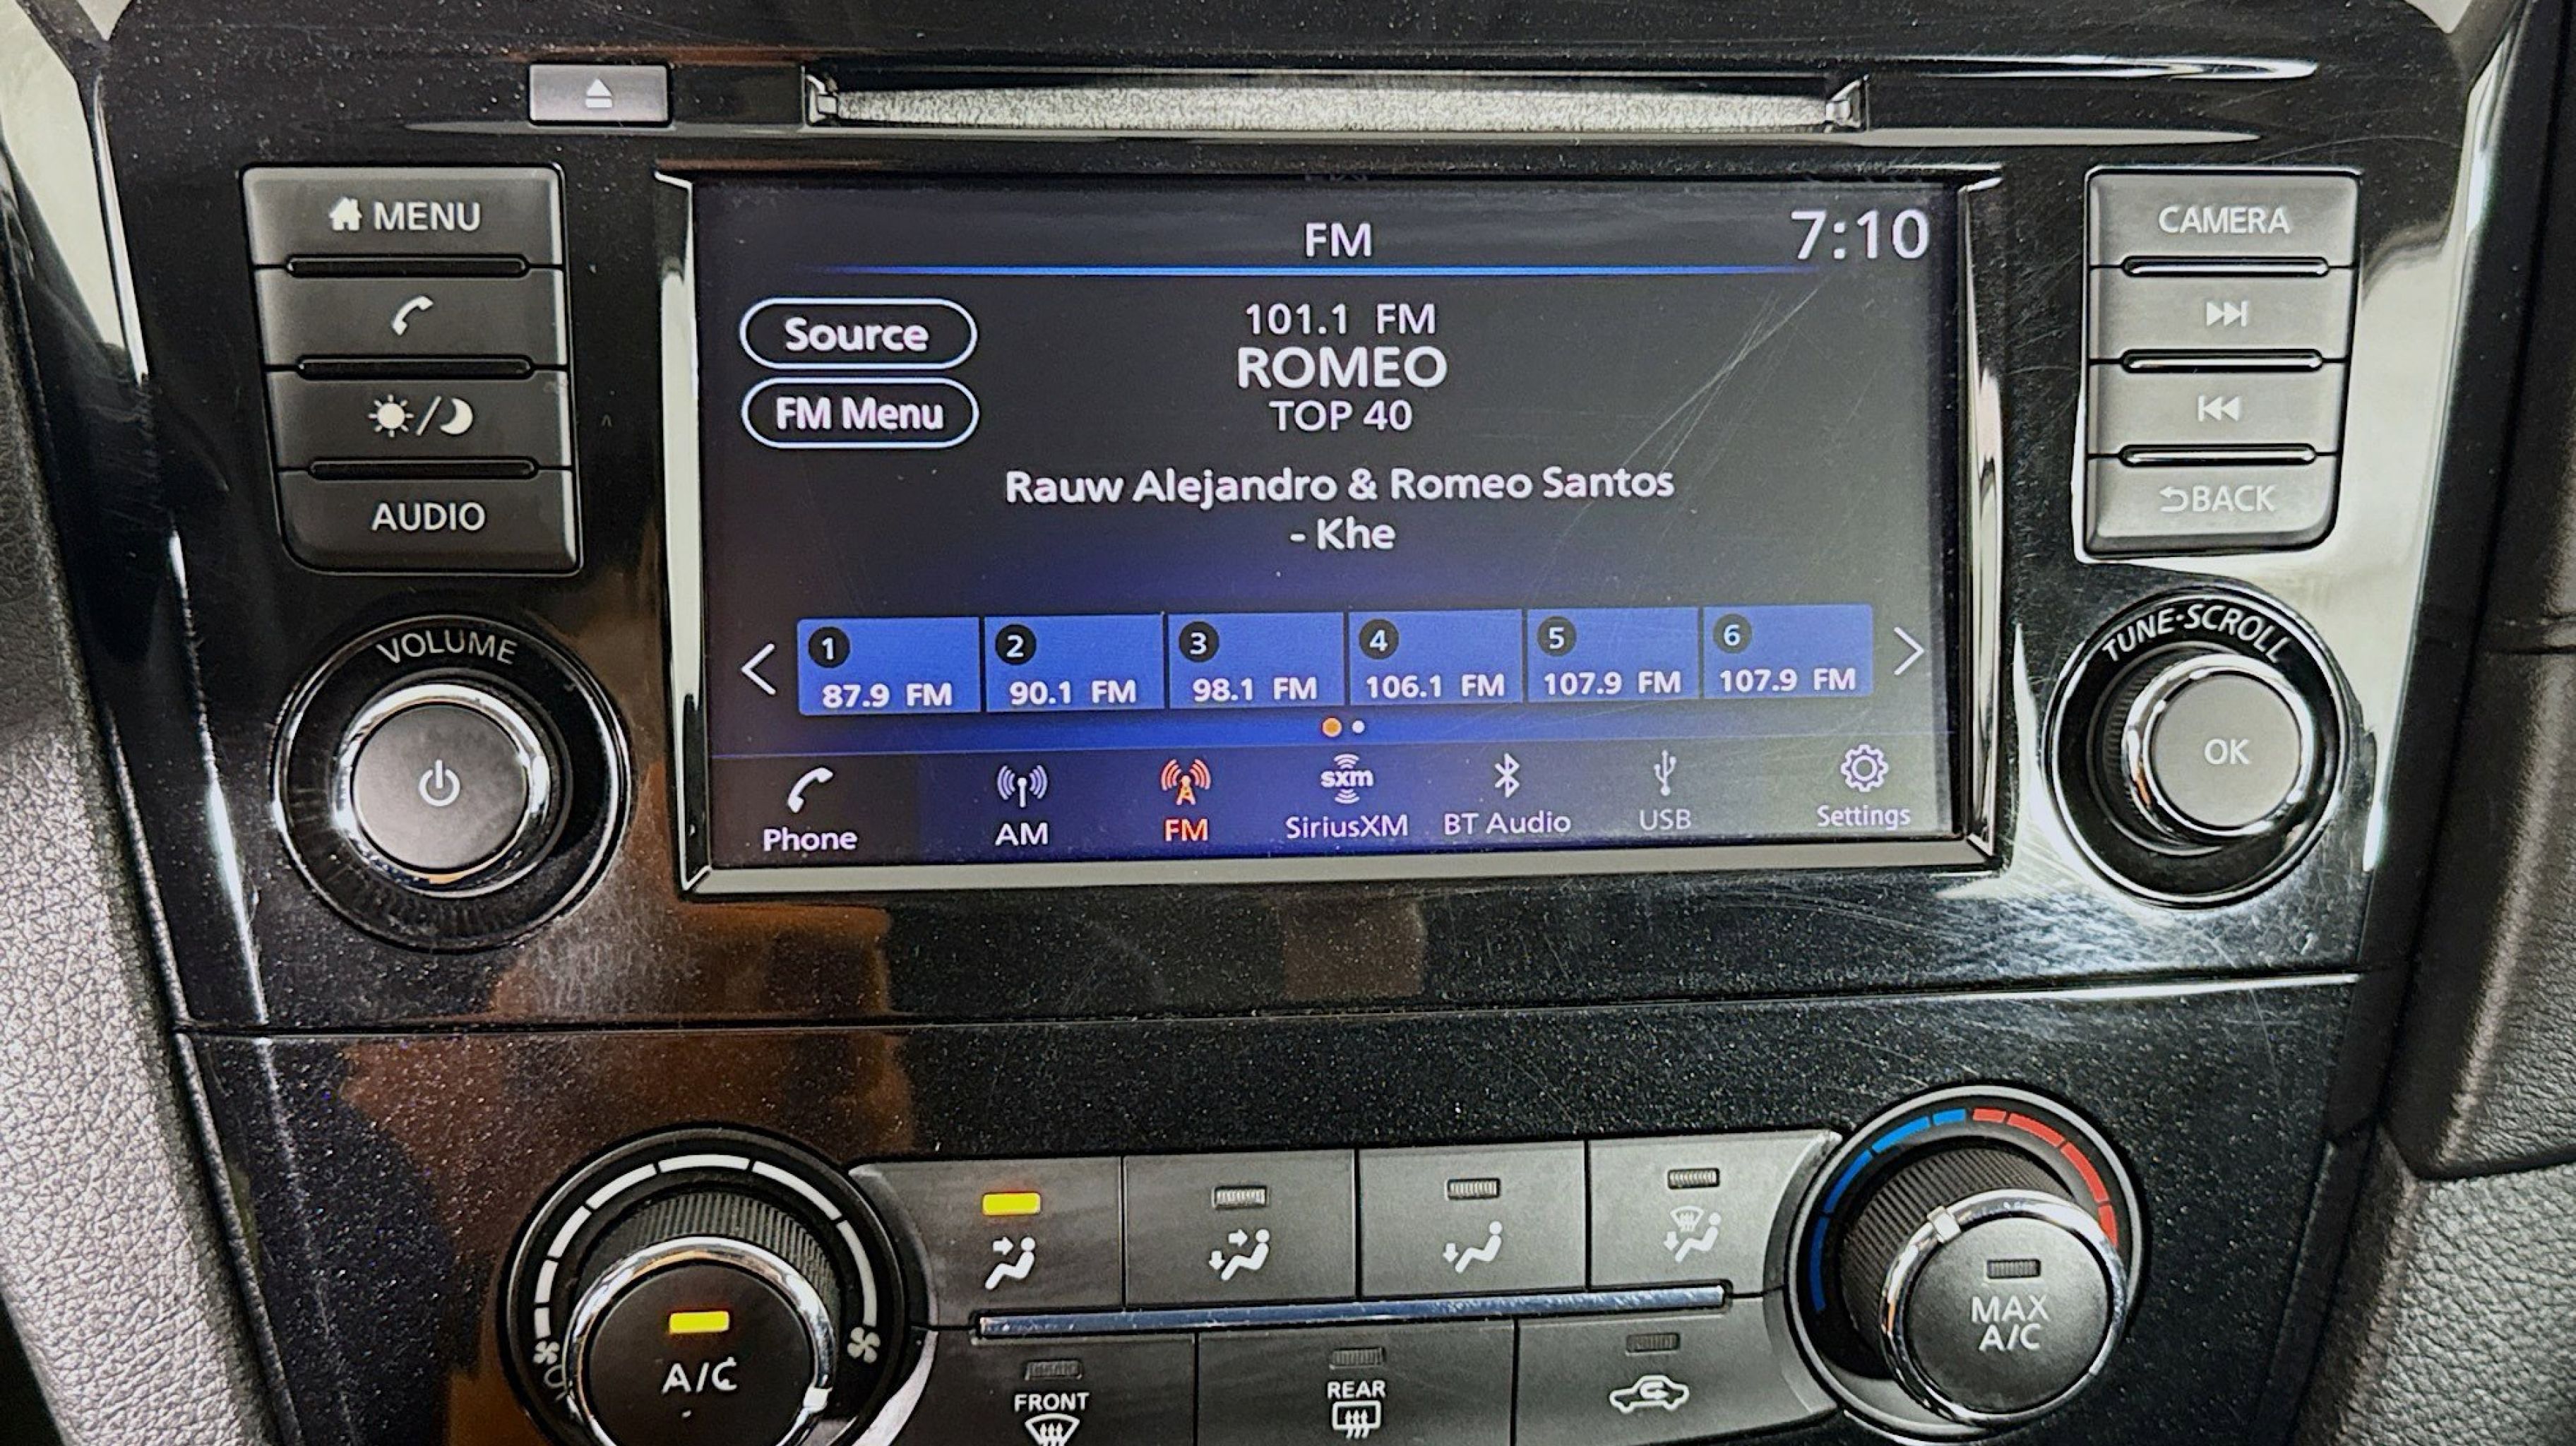 MENU
AUDIO
VOLUME
FM
7:10
Source
FM Menu
101.1 FM
ROMEO
TOP 40
Rauw Alejandro & Romeo Santos
- Khe
1 2 3 4 5 6
87.9 FM 90.1 FM 98.1 FM 106.1 FM 107.9 FM 107.9 FM
Phone AM FM sxm SiriusXM BT Audio USB Settings
CAMERA
BACK
TUNE·SCROLL
OK
A/C
FRONT
REAR
MAX
A/C